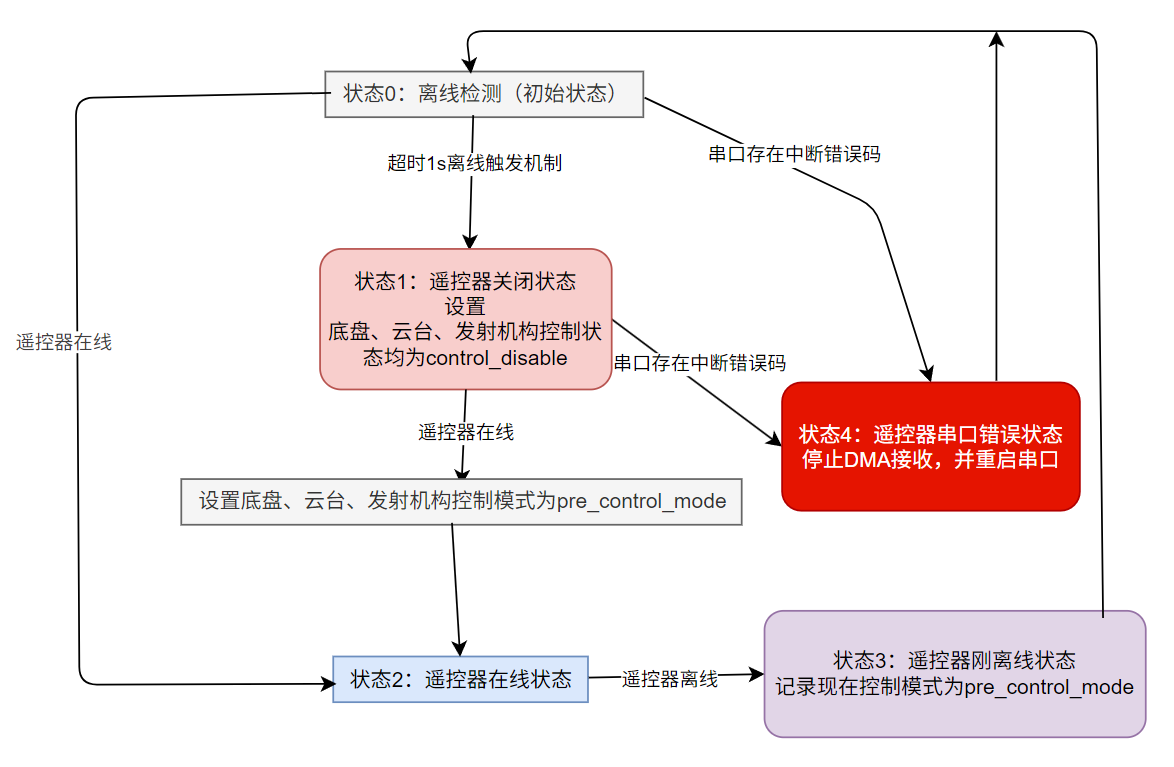 状态0：离线检测（初始状态）
超时1s离线触发机制
串口存在中断错误码
状态1：遥控器关闭状态
设置
底盘、云台、发射机构控制状
态均为control_disable
遥控器在线
串口存在中断错误码
遥控器在线
状态4：遥控器串口错误状态
停止DMA接收，并重启串口
设置底盘、云台、发射机构控制模式为pre_control_mode
状态2：遥控器在线状态
遥控器离线
状态3：遥控器刚离线状态
记录现在控制模式为pre_control_mode